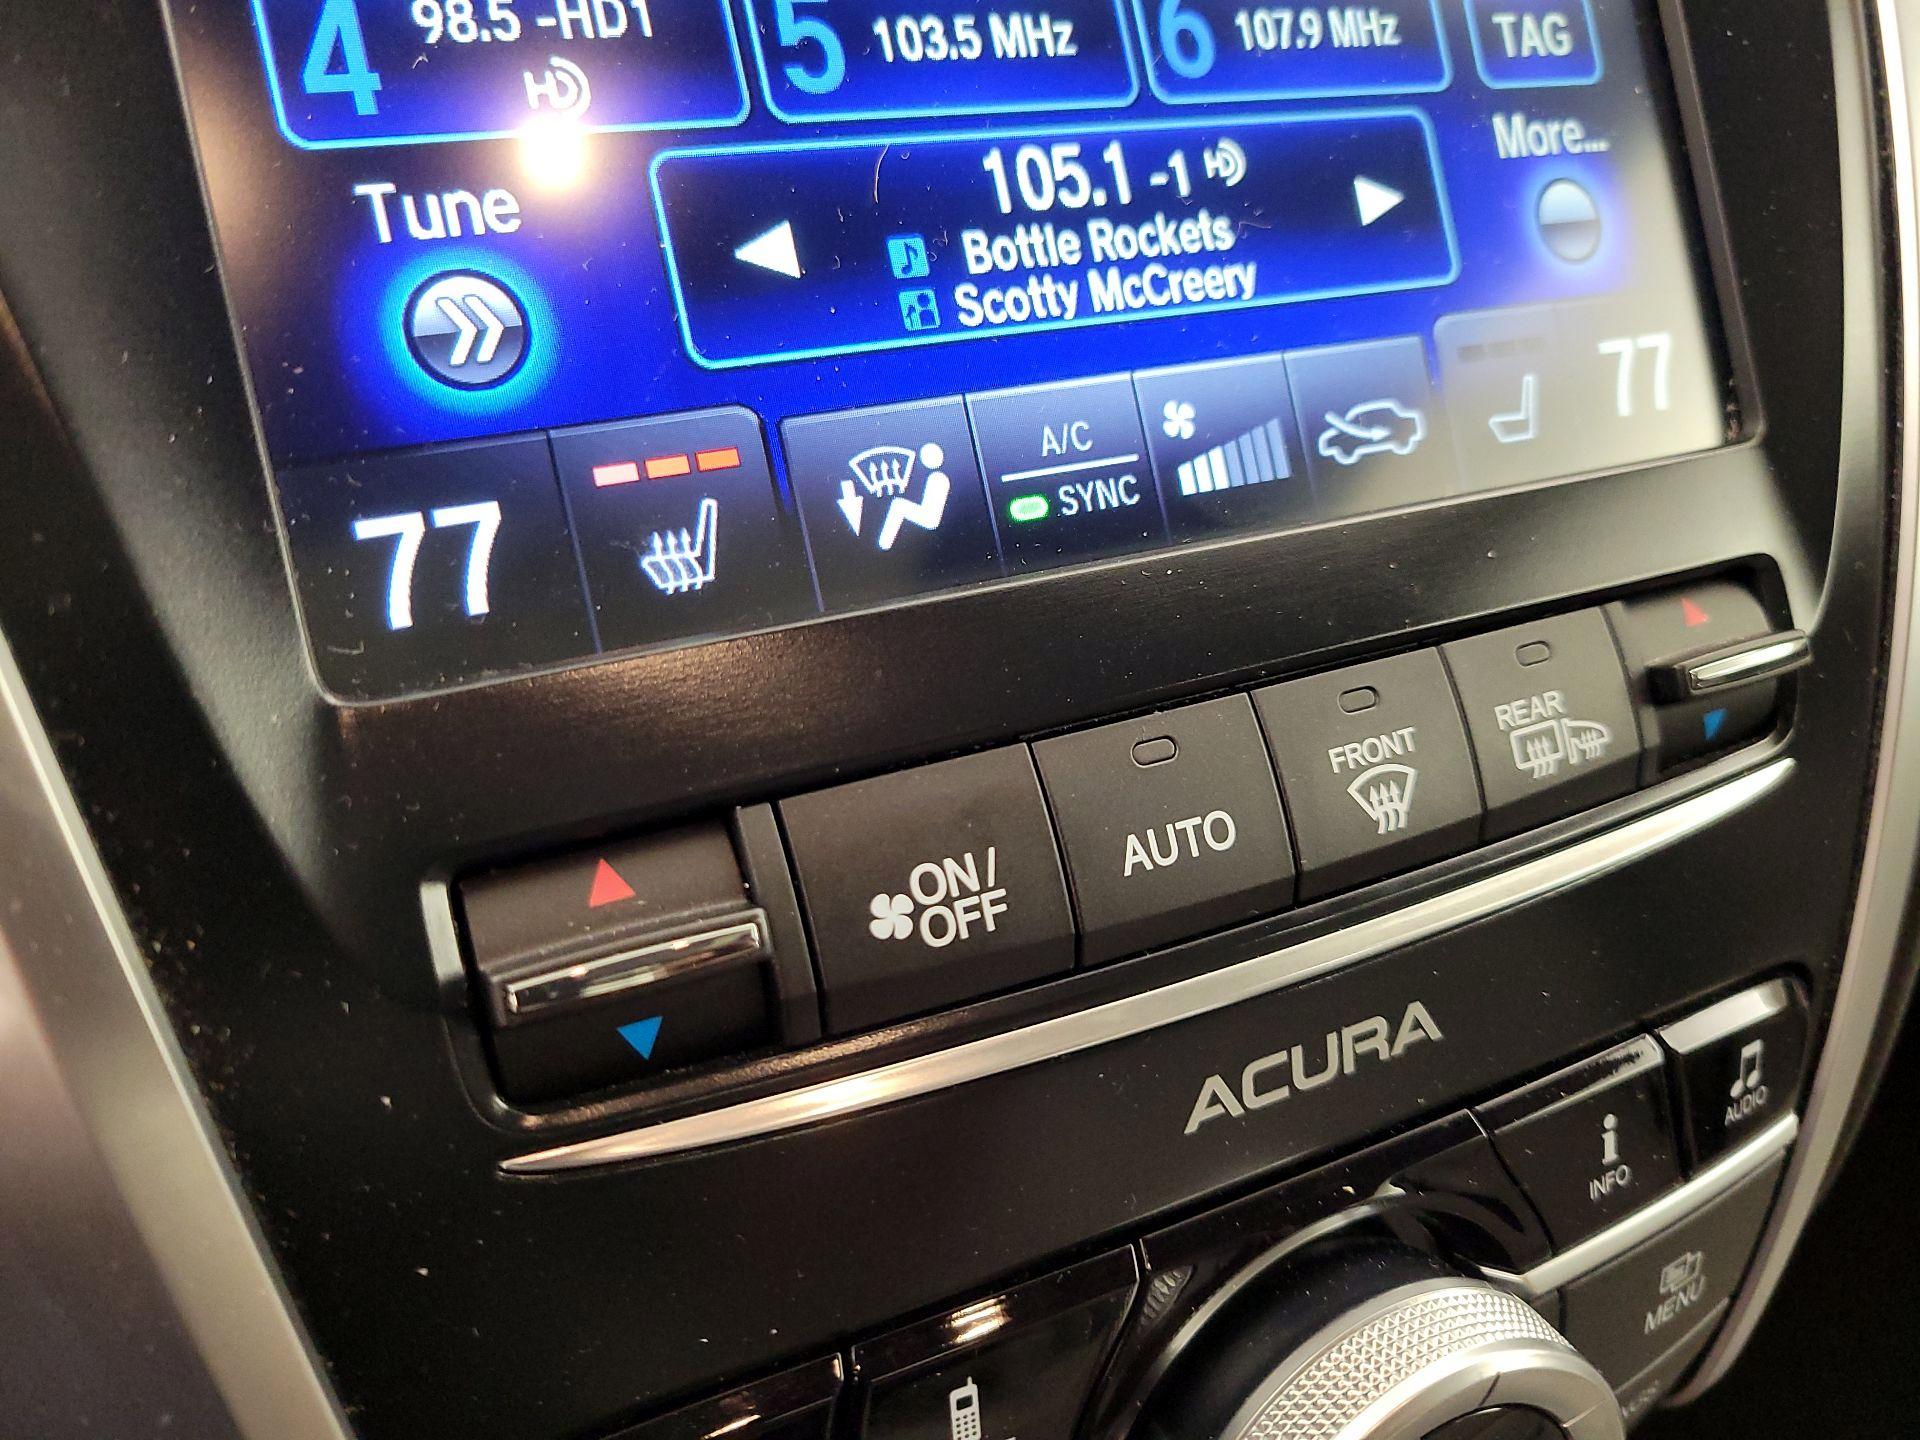 4
98.5 -HD1
HD
5
103.5 MHz
6
107.9 MHz
TAG
Tune
105.1 -1 HD
Bottle Rockets
Scotty McCreery
More...
77
A/C
SYNC
77
ON/
OFF
AUTO
FRONT
REAR
ACURA
INFO
AUDIO
MENU